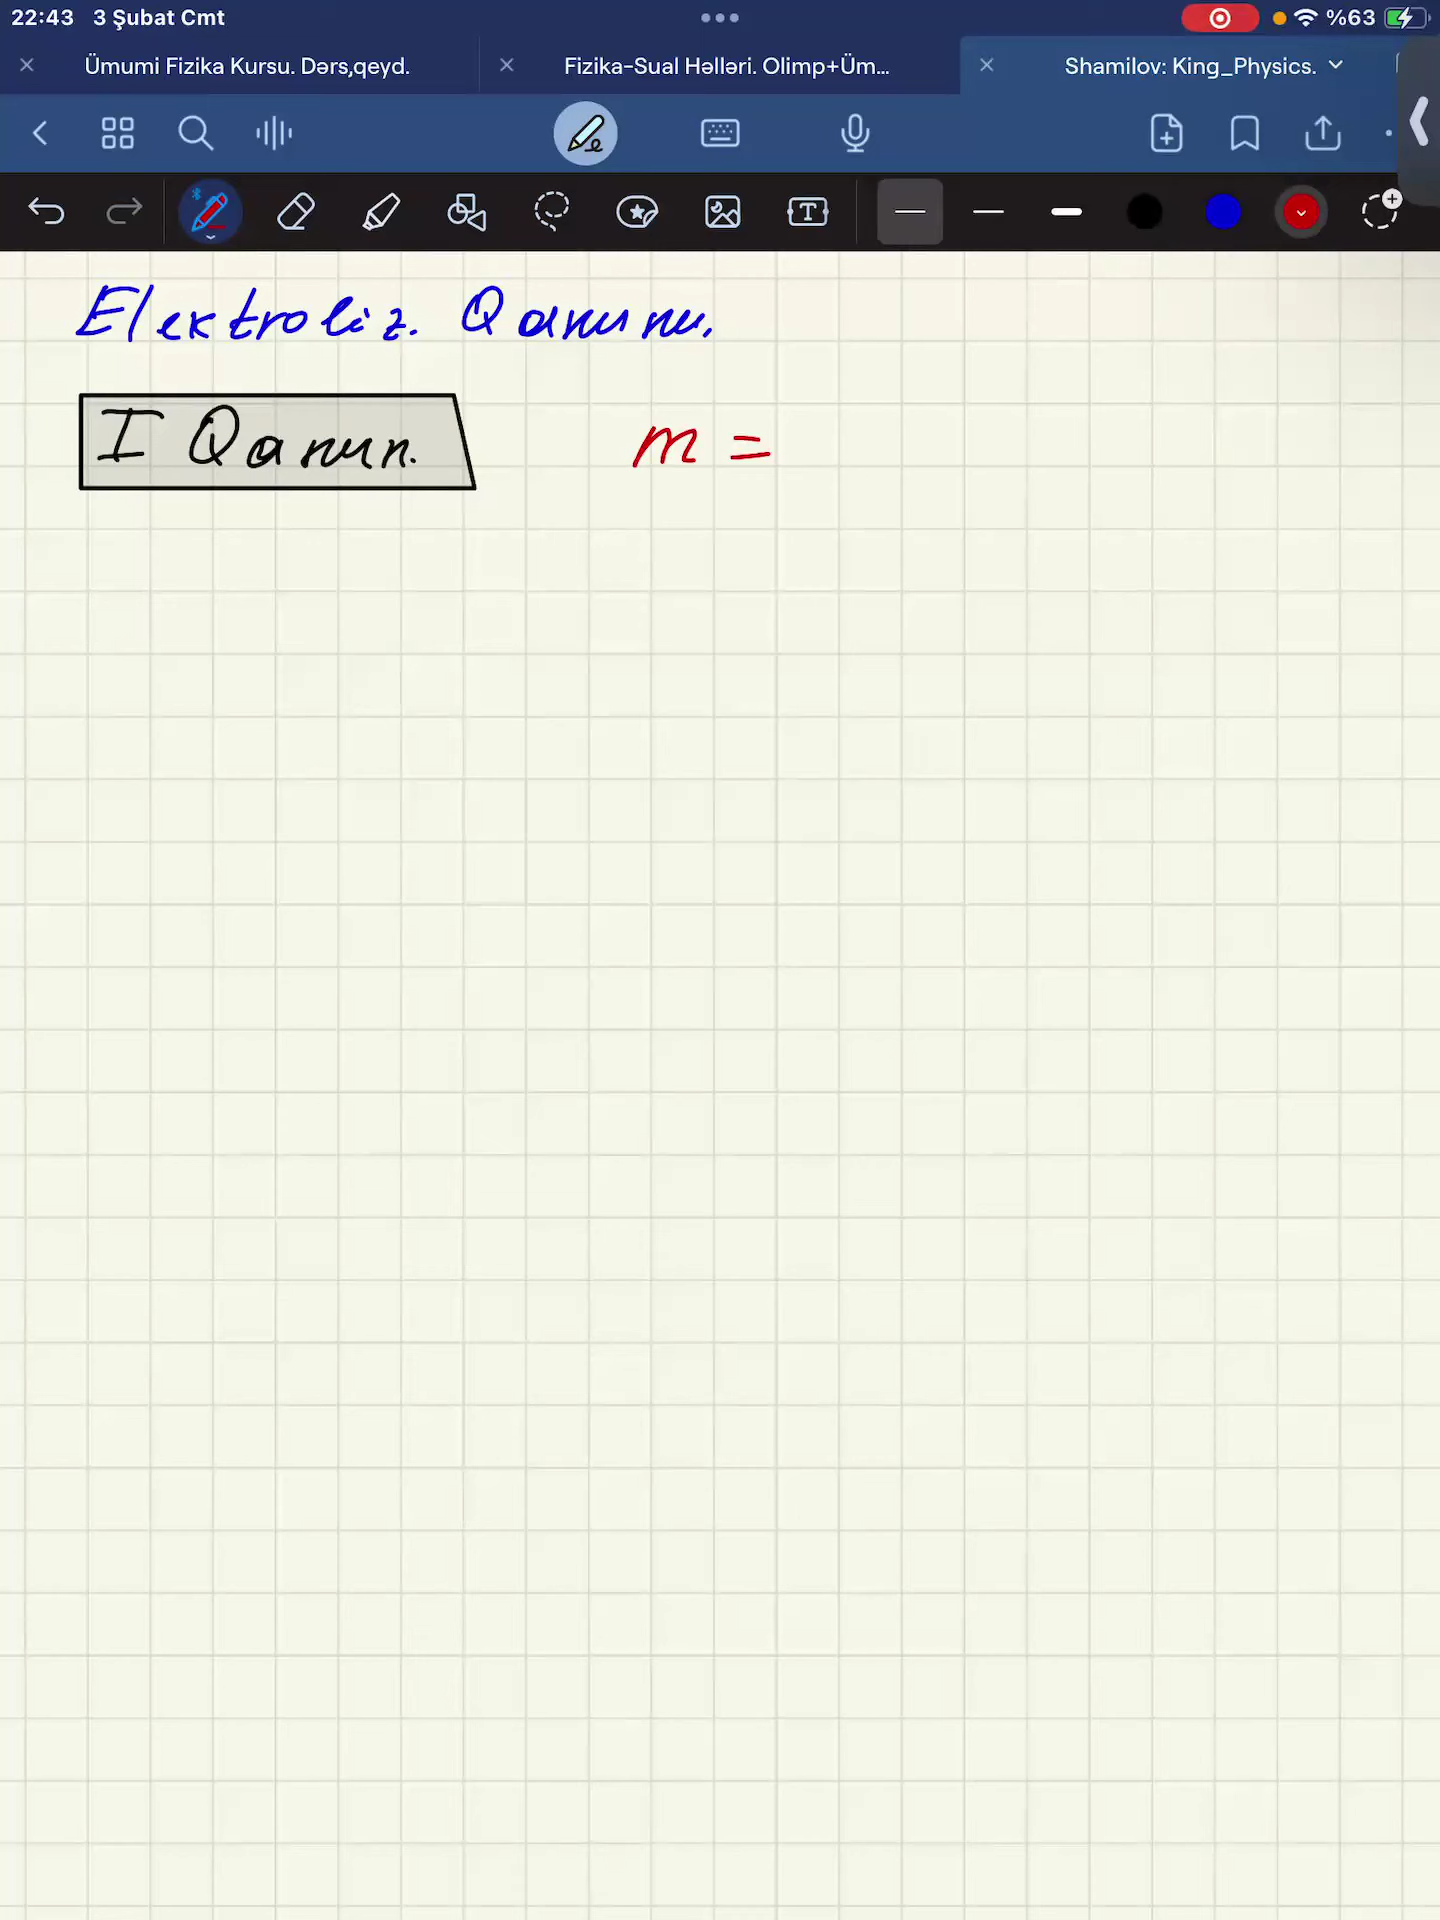 22:43 3 Şubat Cmt %63
Ümumi Fizika Kursu. Dərs,qeyd. Fizika-Sual Həlləri. Olimp+Üm... Shamilov: King_Physics.
Elektroliz. Qanunu.
I Qanun. m =